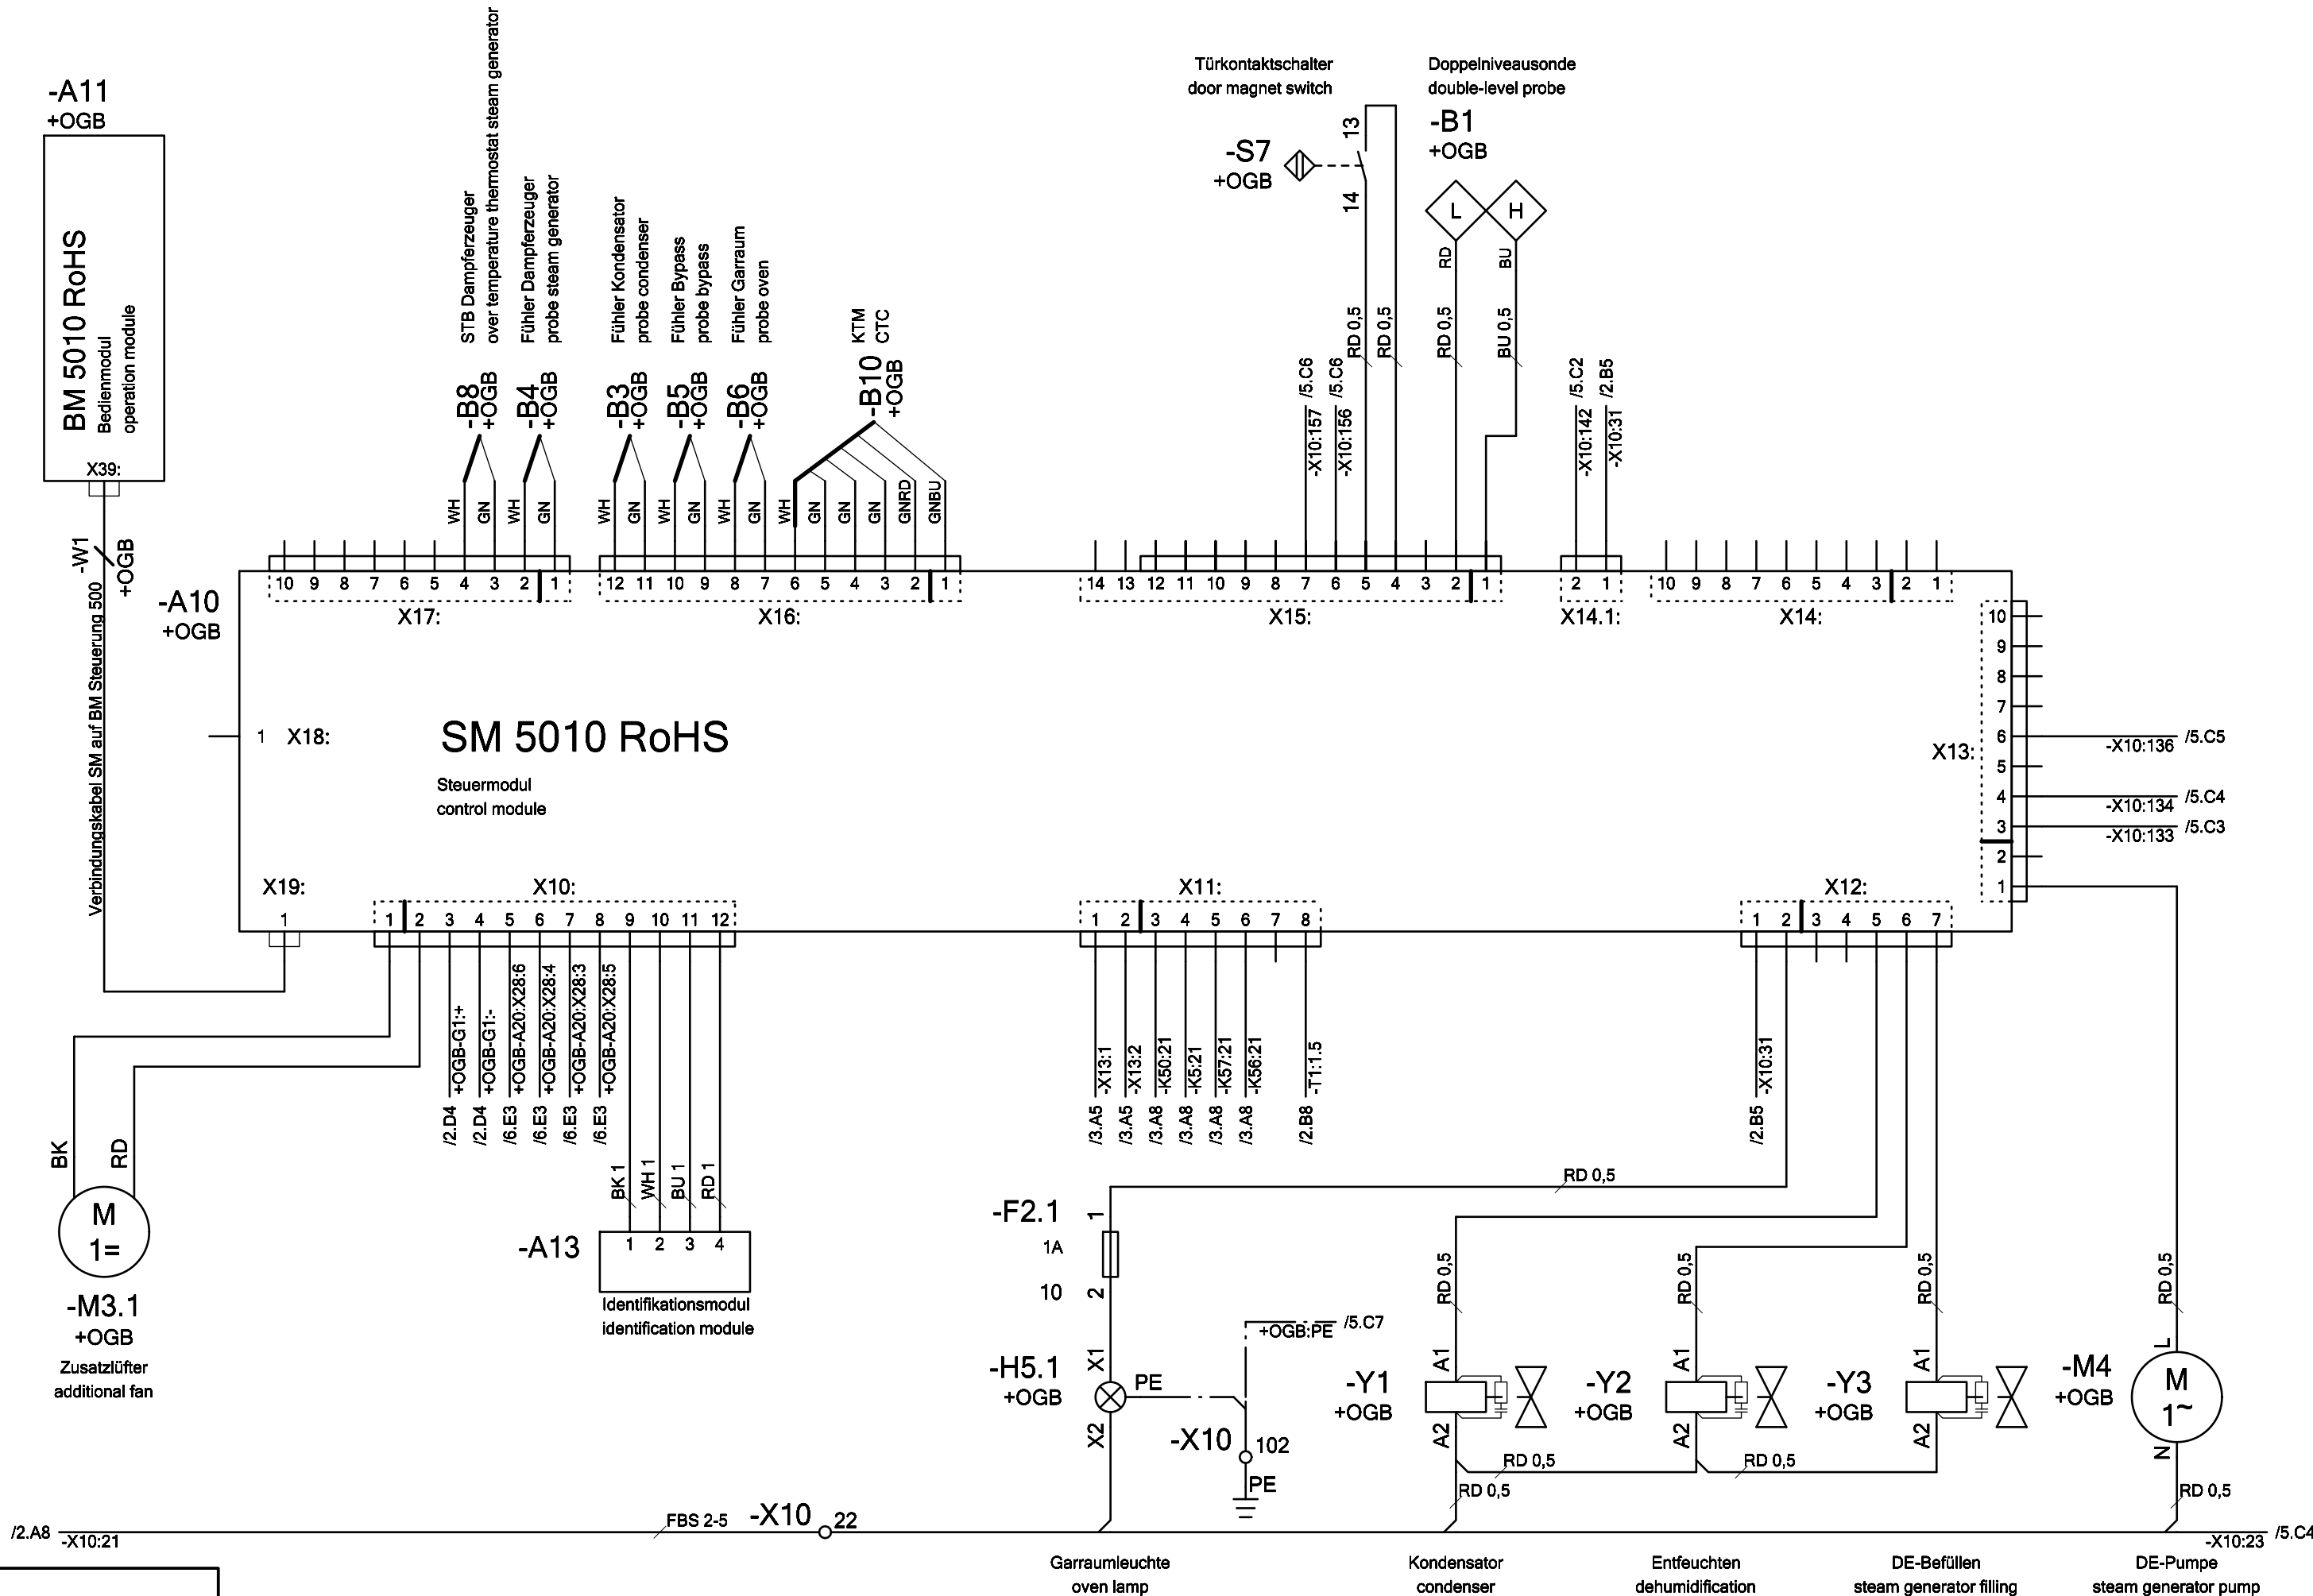 -A11
+OGB
BM 5010 RoHS
Bedienmodul
operation module
X39:
-W1
+OGB
Verbindungskabel SM auf BM Steuerung 500
STB Dampferzeuger
over temperature thermostat steam generator
-B8
+OGB
WH
GN
Fühler Dampferzeuger
probe steam generator
-B4
+OGB
WH
GN
Fühler Kondensator
probe condenser
-B3
+OGB
WH
GN
Fühler Bypass
probe bypass
-B5
+OGB
WH
GN
Fühler Garraum
probe oven
-B6
+OGB
WH
GN
KTM
CTC
-B10
+OGB
WH
GN
GN
GN
GNRD
GNBU
Türkontaktschalter
door magnet switch
-S7
+OGB
13
14
-X10:157 /5.C6
-X10:156 /5.C6
RD 0,5
RD 0,5
Doppelniveausonde
double-level probe
-B1
+OGB
L H
RD
BU
RD 0,5
BU 0,5
-X10:142 /5.C2
-X10:31 /2.B5
-A10
+OGB
10 9 8 7 6 5 4 3 2 1
X17:
12 11 10 9 8 7 6 5 4 3 2 1
X16:
14 13 12 11 10 9 8 7 6 5 4 3 2 1
X15:
2 1
X14.1:
10 9 8 7 6 5 4 3 2 1
X14:
10
9
8
7
6
5
4
3
2
1
X13:
-X10:136 /5.C5
-X10:134 /5.C4
-X10:133 /5.C3
1 X18:
SM 5010 RoHS
Steuermodul
control module
X19:
1
X10:
1 2 3 4 5 6 7 8 9 10 11 12
X11:
1 2 3 4 5 6 7 8
X12:
1 2 3 4 5 6 7
/2.D4 +OGB-G1:+
/2.D4 +OGB-G1:-
/6.E3 +OGB-A20:X28:6
/6.E3 +OGB-A20:X28:4
/6.E3 +OGB-A20:X28:3
/6.E3 +OGB-A20:X28:5
BK 1
WH 1
BU 1
RD 1
/3.A5 -X13:1
/3.A5 -X13:2
/3.A8 -K50:21
/3.A8 -K5:21
/3.A8 -K57:21
/3.A8 -K56:21
/2.B8 -T1:1.5
/2.B5 -X10:31
BK
RD
M
1=
-M3.1
+OGB
Zusatzlüfter
additional fan
-A13
1 2 3 4
Identifikationsmodul
identification module
RD 0,5
-F2.1
1A
10
1
2
-H5.1
+OGB
X1
X2
PE
+OGB:PE /5.C7
-X10
102
PE
RD 0,5
-Y1
+OGB
A1
A2
RD 0,5
RD 0,5
RD 0,5
-Y2
+OGB
A1
A2
RD 0,5
RD 0,5
-Y3
+OGB
A1
A2
RD 0,5
-M4
+OGB
L
M
1~
N
RD 0,5
/2.A8
-X10:21
FBS 2-5
-X10
22
-X10:23
/5.C4
Garraumleuchte
oven lamp
Kondensator
condenser
Entfeuchten
dehumidification
DE-Befüllen
steam generator filling
DE-Pumpe
steam generator pump